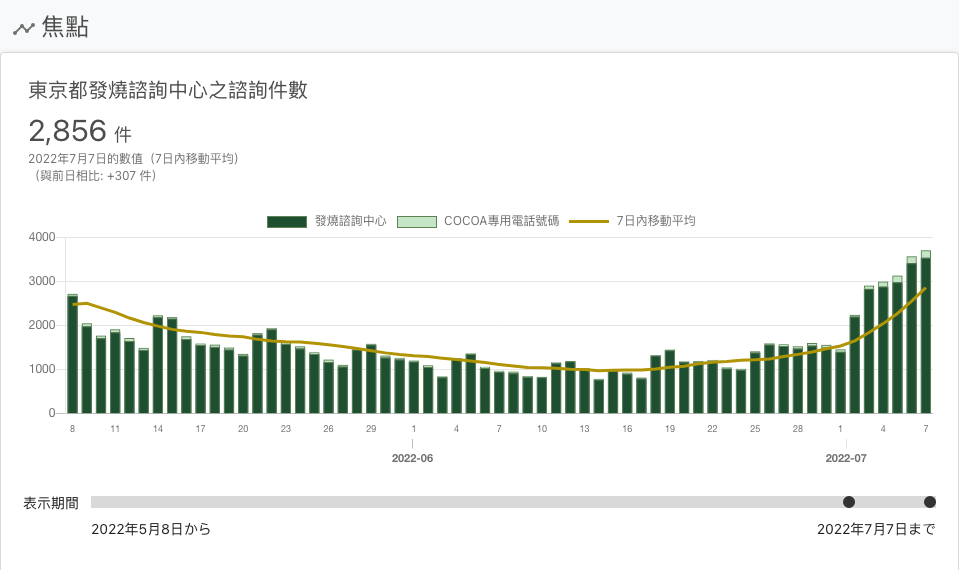 焦點
東京都發燒諮詢中心之諮詢件數
2,856 件
2022年7月7日的數值（7日內移動平均）
（與前日相比: +307 件）
發燒諮詢中心 COCOA專用電話號碼 7日內移動平均
4000
3000
2000
1000
0
8 11 14 17 20 23 26 29 1 4 7 10 13 16 19 22 25 28 1 4 7
2022-06 2022-07
表示期間
2022年5月8日から 2022年7月7日まで